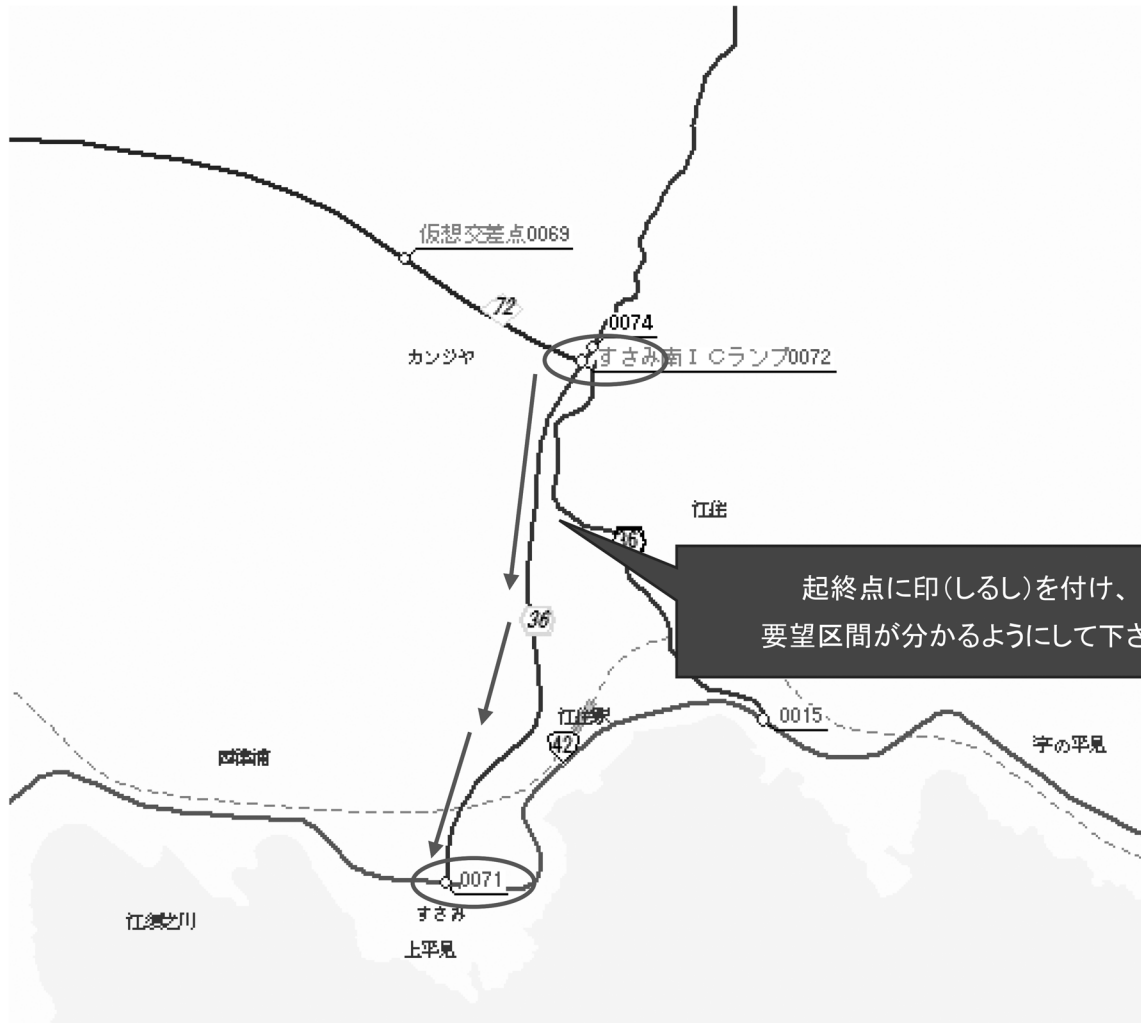 仮想交差点0069
72
0074
カンジヤ
すさみ南ＩＣランプ0072
江住
36
起終点に印(しるし)を付け、
要望区間が分かるようにして下さ
36
江住駅
0015
42
字の平見
0071
すさみ
江須之川
上平見